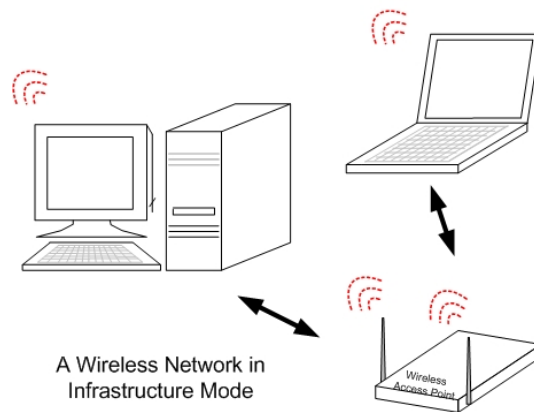 A Wireless Network in
Infrastructure Mode
Wireless
Access Point